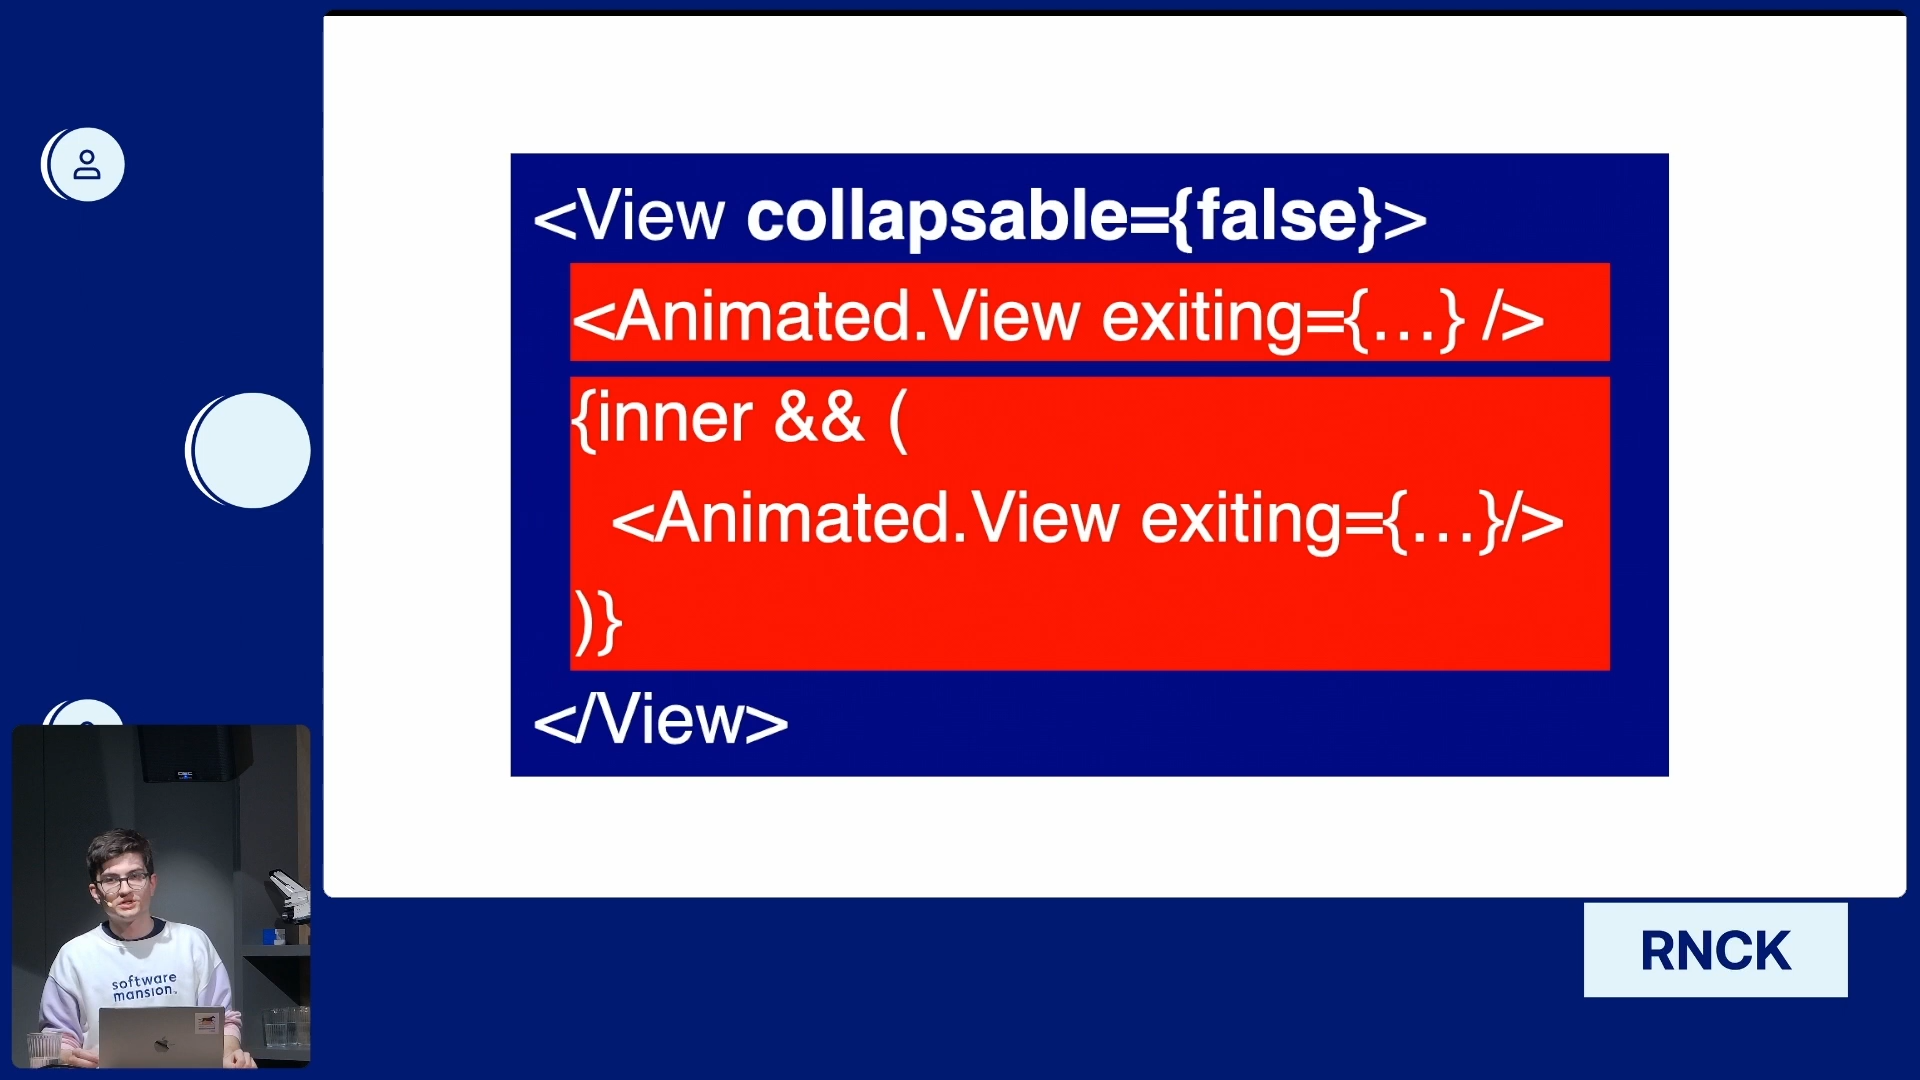 <View collapsable={false}>
<Animated.View exiting={…} />
{inner && (
<Animated.View exiting={…}/>
)}
</View>
software
mansion
RNCK